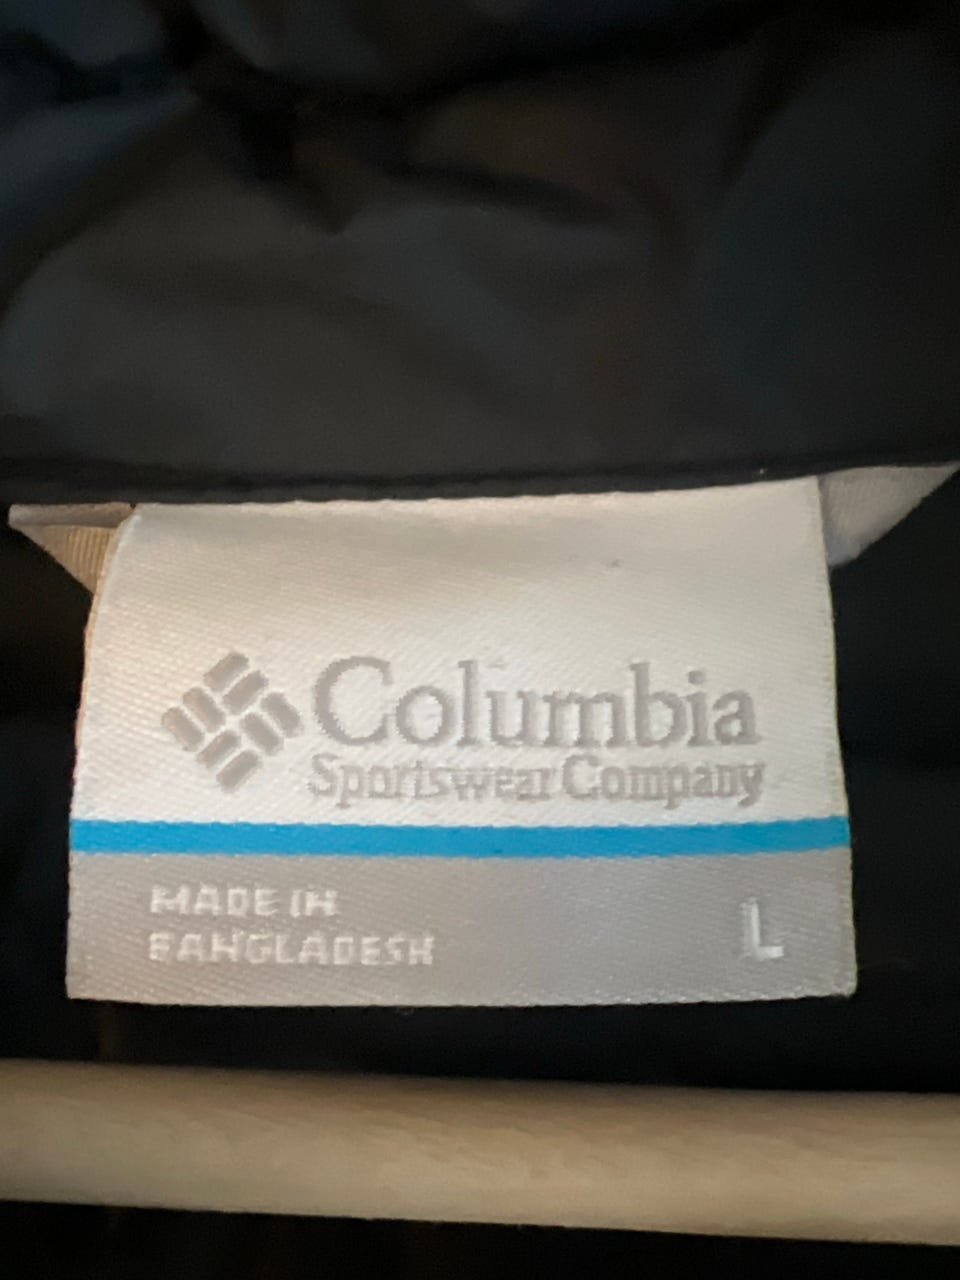 Columbia
Sportswear Company
MADE IN
BANGLADESH
L